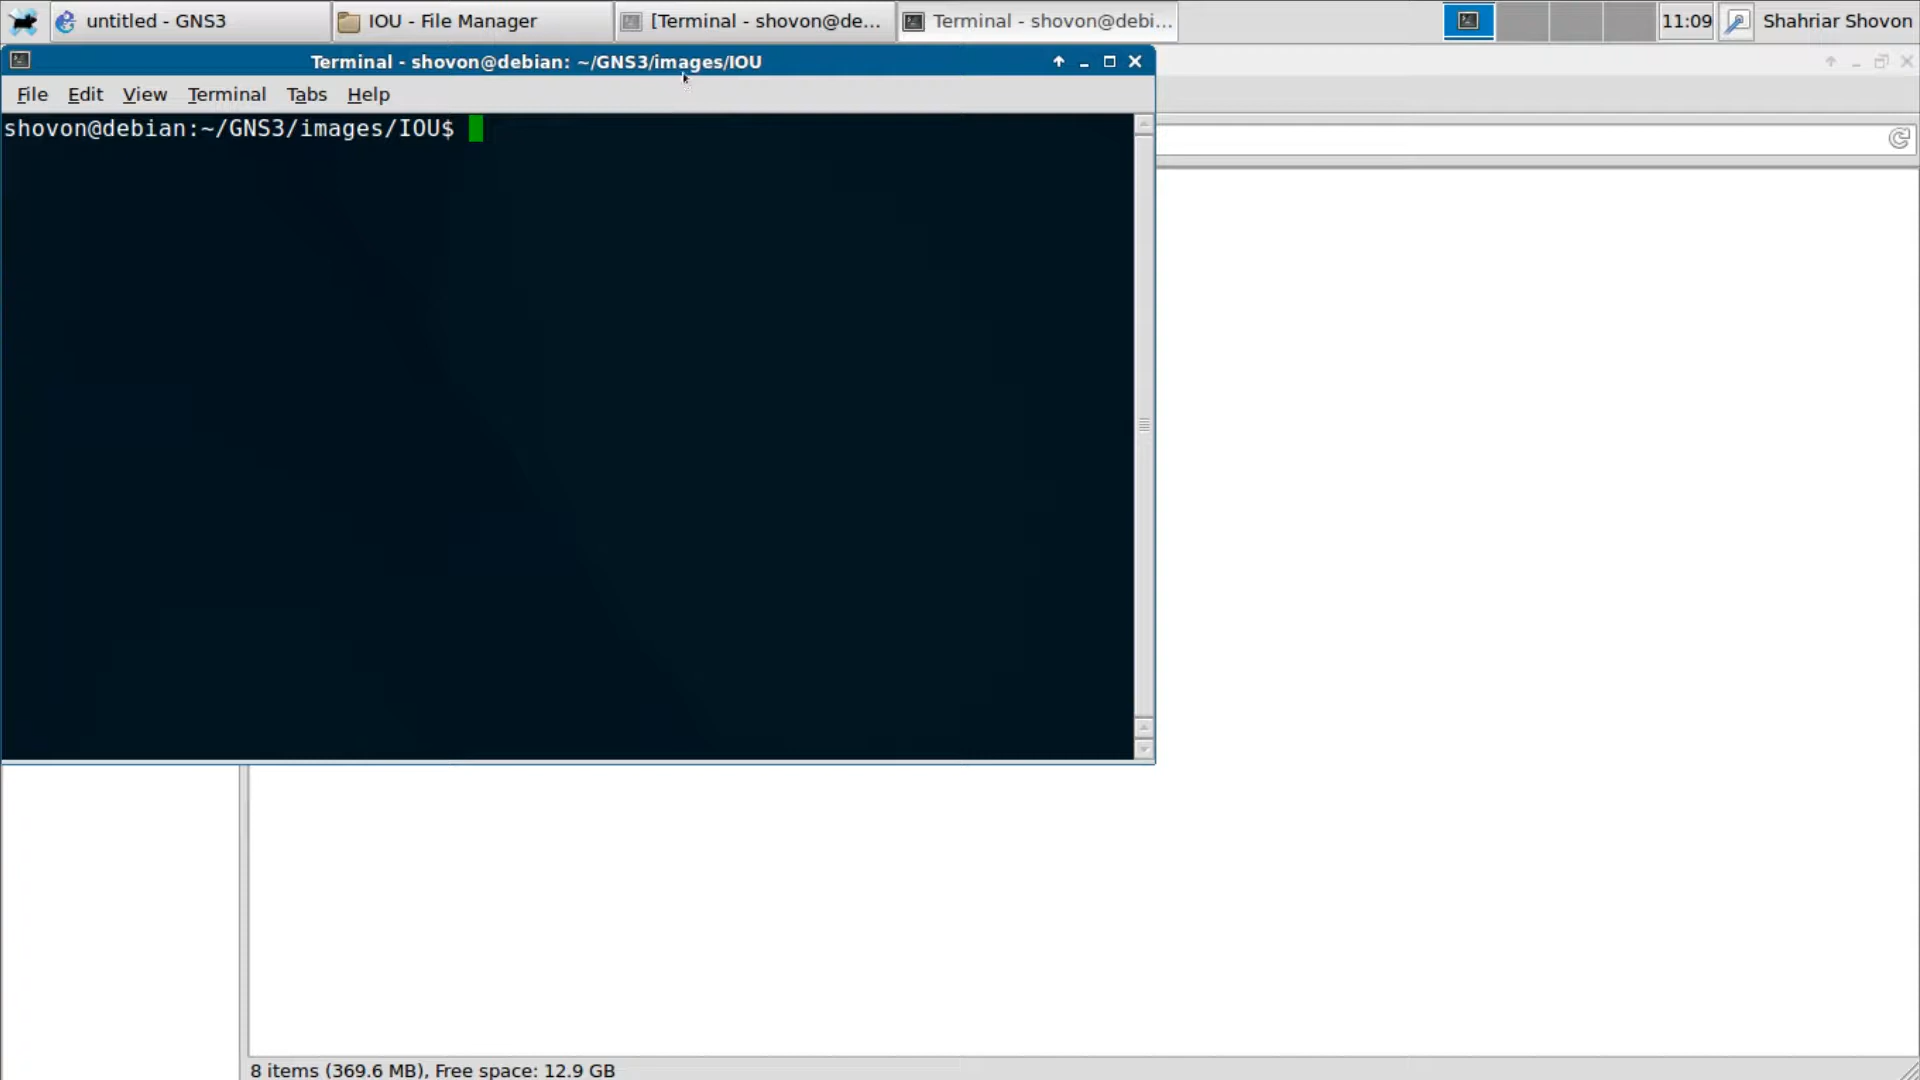 untitled - GNS3
IOU - File Manager
[Terminal - shovon@de...
Terminal - shovon@debi...
11:09
Shahriar Shovon
Terminal - shovon@debian: ~/GNS3/images/IOU
File Edit View Terminal Tabs Help
shovon@debian:~/GNS3/images/IOU$
8 items (369.6 MB), Free space: 12.9 GB